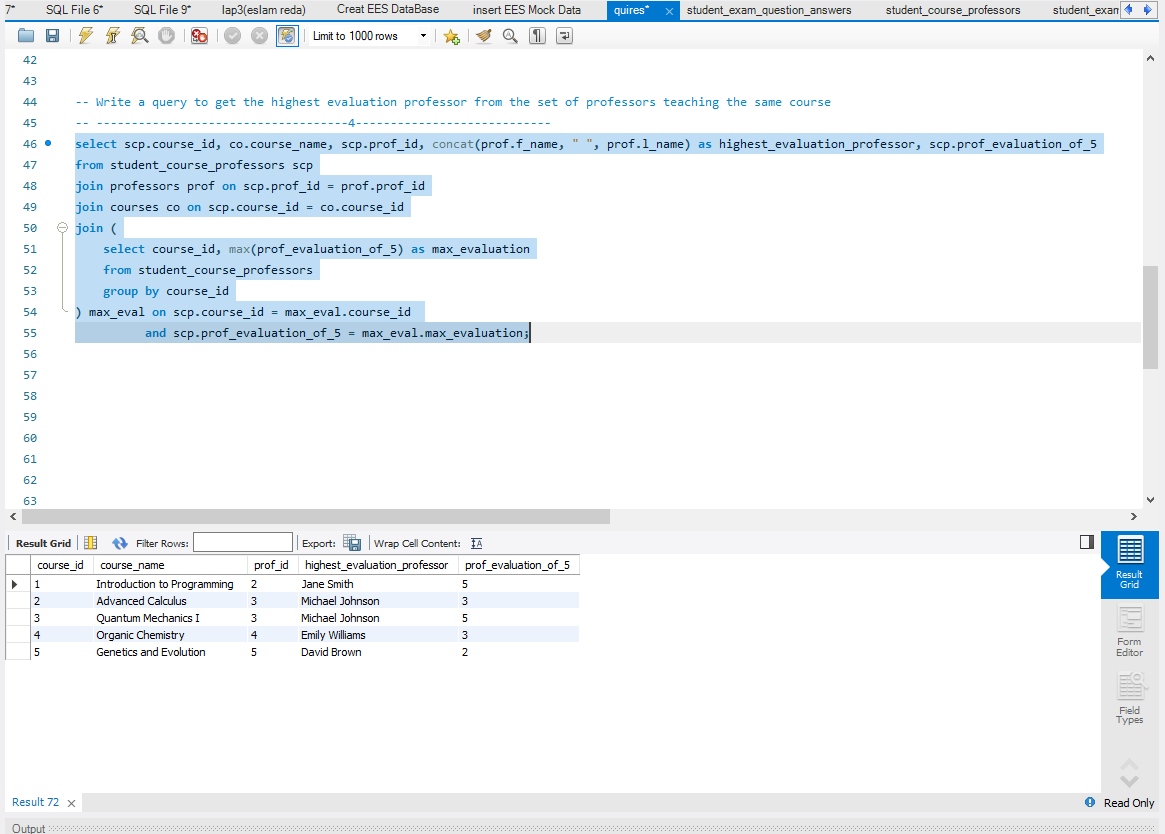 7* SQL File 6* SQL File 9* lap3(eslam reda) Creat EES DataBase insert EES Mock Data quires* student_exam_question_answers student_course_professors student_exam
Limit to 1000 rows
42
43
44 -- Write a query to get the highest evaluation professor from the set of professors teaching the same course
45 -- ------------------------------------4----------------------------
46 select scp.course_id, co.course_name, scp.prof_id, concat(prof.f_name, " ", prof.l_name) as highest_evaluation_professor, scp.prof_evaluation_of_5
47 from student_course_professors scp
48 join professors prof on scp.prof_id = prof.prof_id
49 join courses co on scp.course_id = co.course_id
50 join (
51 select course_id, max(prof_evaluation_of_5) as max_evaluation
52 from student_course_professors
53 group by course_id
54 ) max_eval on scp.course_id = max_eval.course_id
55 and scp.prof_evaluation_of_5 = max_eval.max_evaluation;
56
57
58
59
60
61
62
63
Result Grid Filter Rows: Export: Wrap Cell Content: IA
course_id course_name prof_id highest_evaluation_professor prof_evaluation_of_5
1 Introduction to Programming 2 Jane Smith 5
2 Advanced Calculus 3 Michael Johnson 3
3 Quantum Mechanics I 3 Michael Johnson 5
4 Organic Chemistry 4 Emily Williams 3
5 Genetics and Evolution 5 David Brown 2
Result
Grid
Form
Editor
Field
Types
Result 72 Read Only
Output